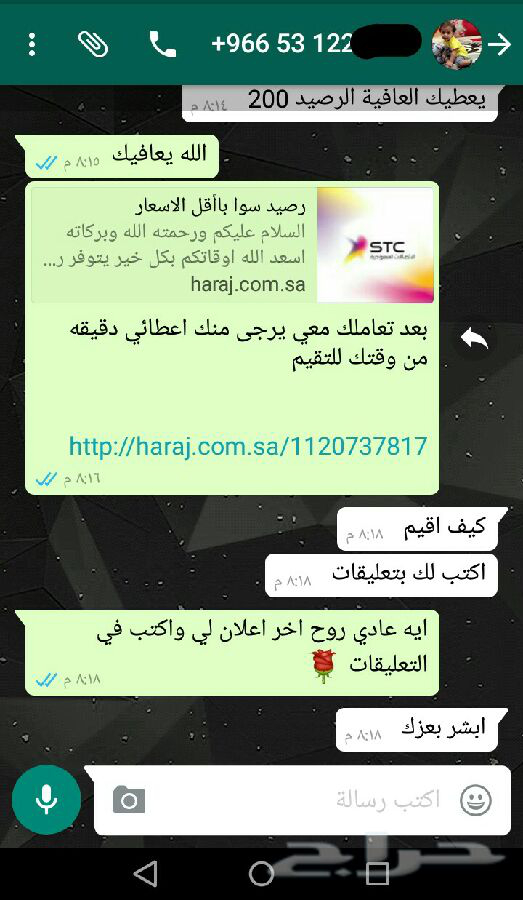 +966 53 122
يعطيك العافية الرصيد 200
٨:١٤ م
الله يعافيك
٨:١٥ م
رصيد سوا باأقل الاسعار
السلام عليكم ورحمته الله وبركاته
اسعد الله اوقاتكم بكل خير يتوفر ر...
haraj.com.sa
STC
الاتصالات السعودية
بعد تعاملك معي يرجى منك اعطائي دقيقه
من وقتك للتقيم
http://haraj.com.sa/1120737817
٨:١٦ م
كيف اقيم
٨:١٨ م
اكتب لك بتعليقات
٨:١٨ م
ايه عادي روح اخر اعلان لي واكتب في
التعليقات 🌹
٨:١٨ م
ابشر بعزك
٨:١٨ م
اكتب رسالة
حراج